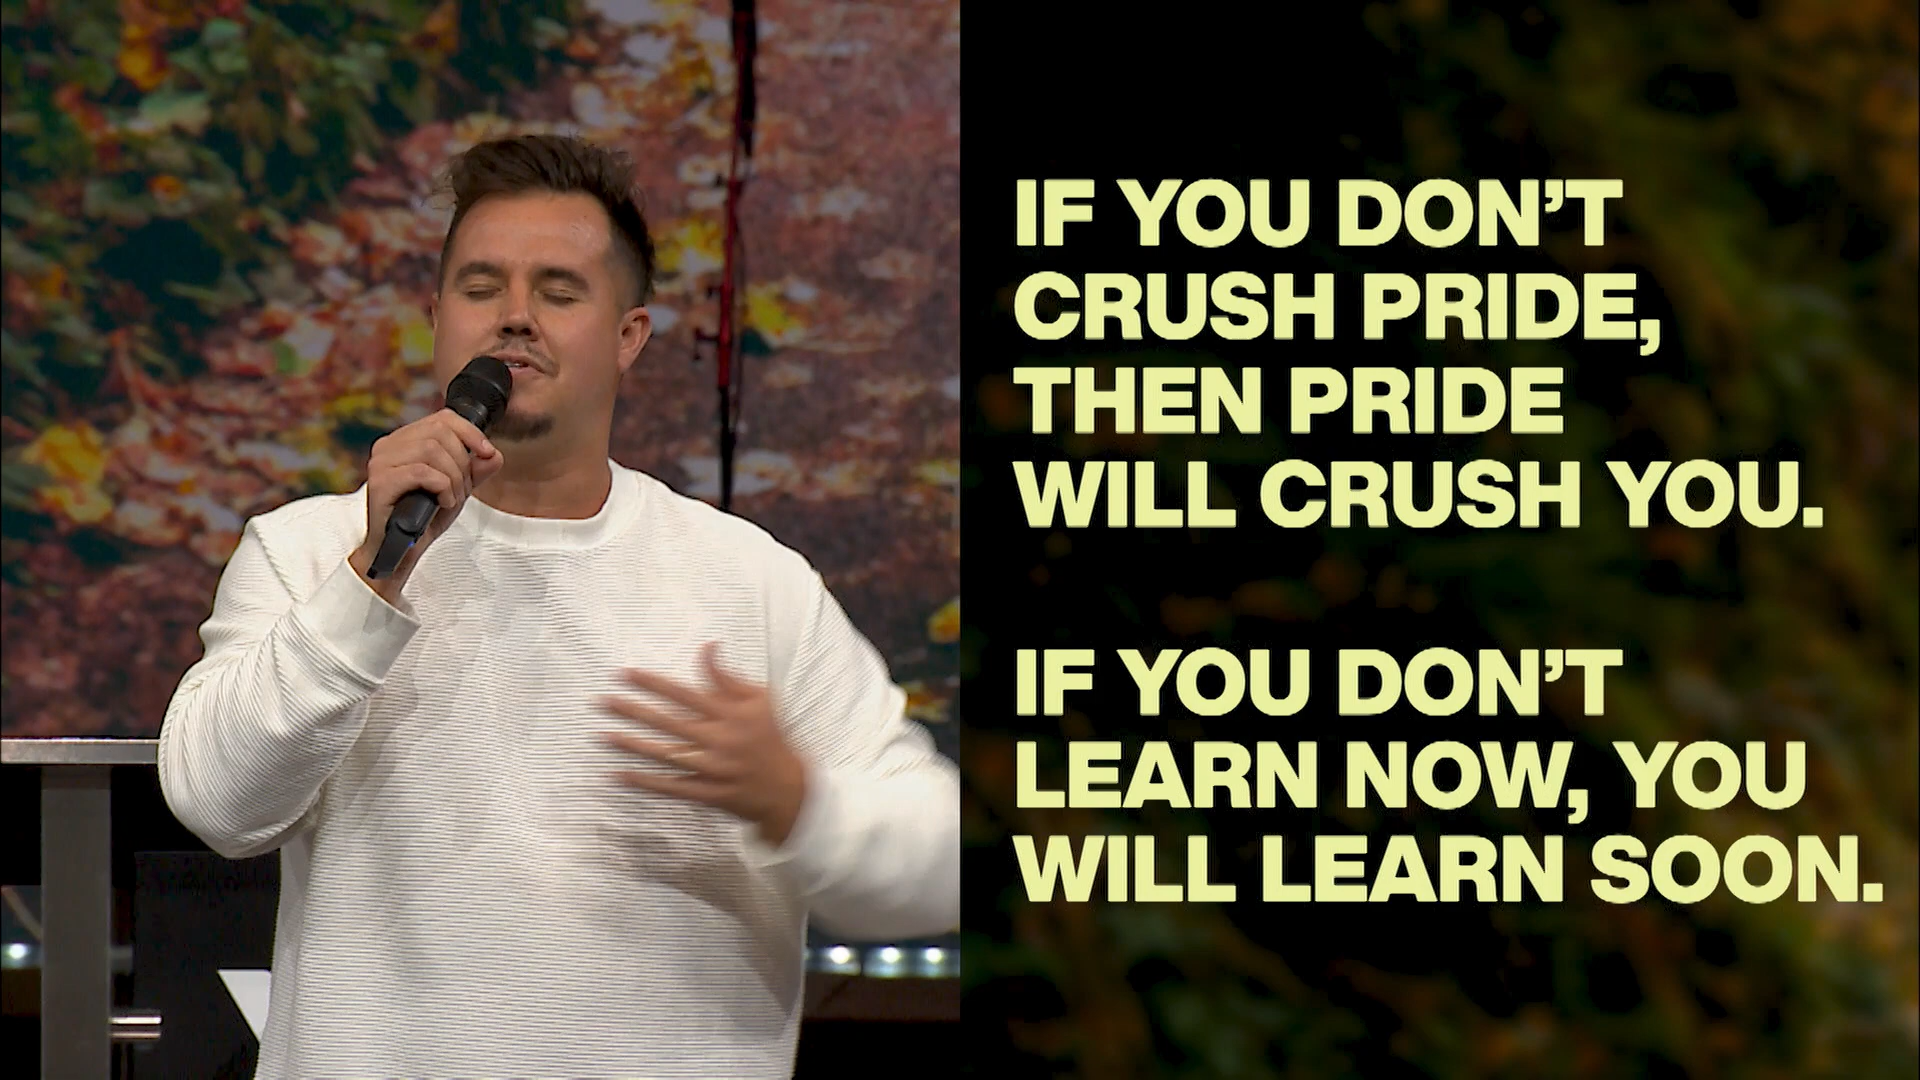 IF YOU DON’T
CRUSH PRIDE,
THEN PRIDE
WILL CRUSH YOU.
IF YOU DON’T
LEARN NOW, YOU
WILL LEARN SOON.